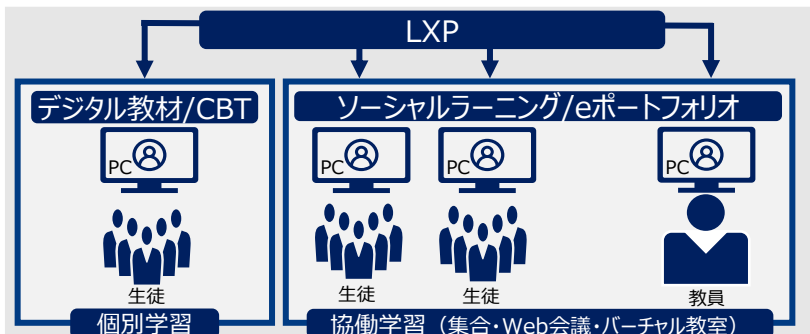 LXP
デジタル教材/CBT
ソーシャルラーニング/eポートフォリオ
PC
PC
PC
PC
生徒
生徒
生徒
教員
個別学習
協働学習（集合・Web会議・バーチャル教室）